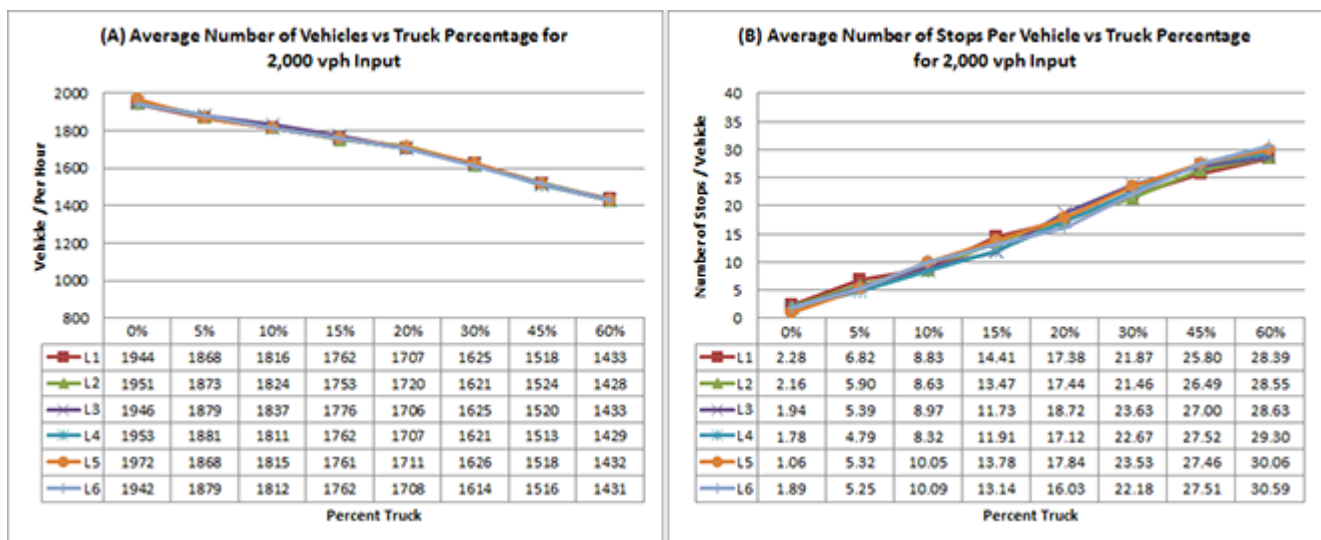 (A) Average Number of Vehicles vs Truck Percentage for
2,000 vph Input
Vehicle / Per Hour
2000
1800
1600
1400
1200
1000
800
0% 5% 10% 15% 20% 30% 45% 60%
L1 1944 1868 1816 1762 1707 1625 1518 1433
L2 1951 1873 1824 1753 1720 1621 1524 1428
L3 1946 1879 1837 1776 1706 1625 1520 1433
L4 1953 1881 1811 1762 1707 1621 1513 1429
L5 1972 1868 1815 1761 1711 1626 1518 1432
L6 1942 1879 1812 1762 1708 1614 1516 1431
Percent Truck
(B) Average Number of Stops Per Vehicle vs Truck Percentage
for 2,000 vph Input
Number of Stops / Vehicle
40
35
30
25
20
15
10
5
0
0% 5% 10% 15% 20% 30% 45% 60%
L1 2.28 6.82 8.83 14.41 17.38 21.87 25.80 28.39
L2 2.16 5.90 8.63 13.47 17.44 21.46 26.49 28.55
L3 1.94 5.39 8.97 11.73 18.72 23.63 27.00 28.63
L4 1.78 4.79 8.32 11.91 17.12 22.67 27.52 29.30
L5 1.06 5.32 10.05 13.78 17.84 23.53 27.46 30.06
L6 1.89 5.25 10.09 13.14 16.03 22.18 27.51 30.59
Percent Truck